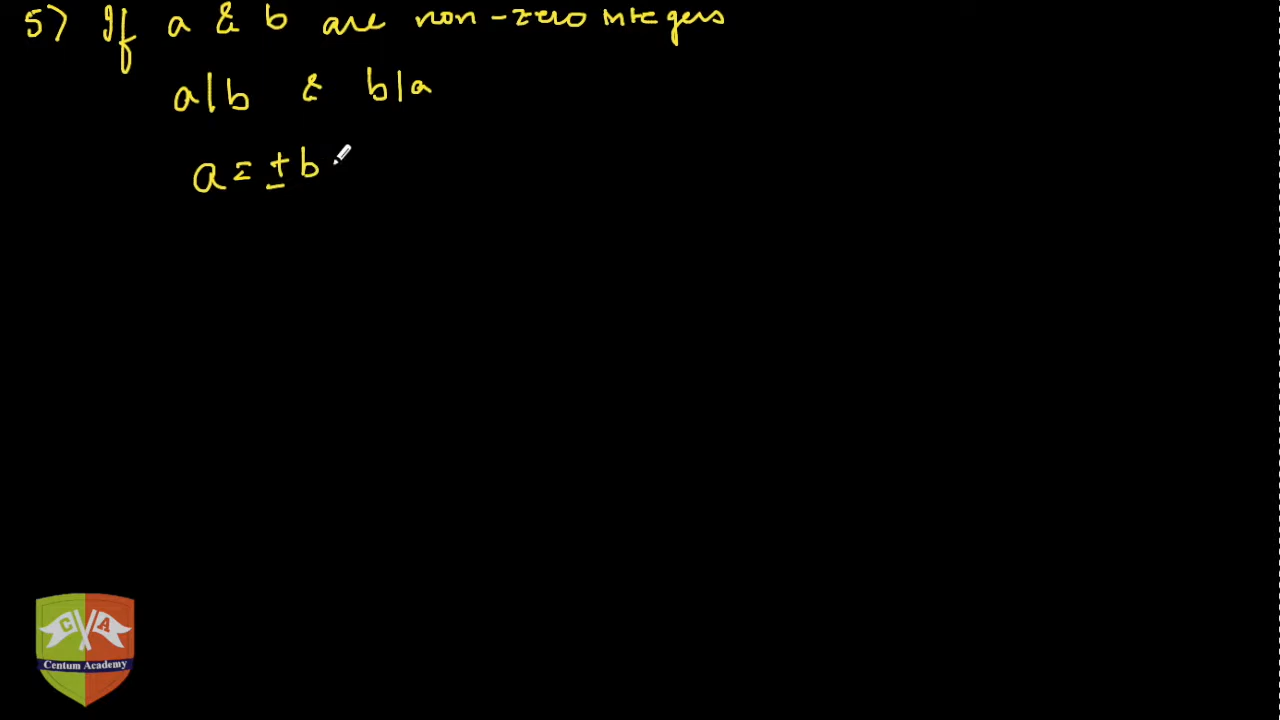 5) If a & b are non-zero integers
a|b & b|a
a = ± b
C A
Centum Academy